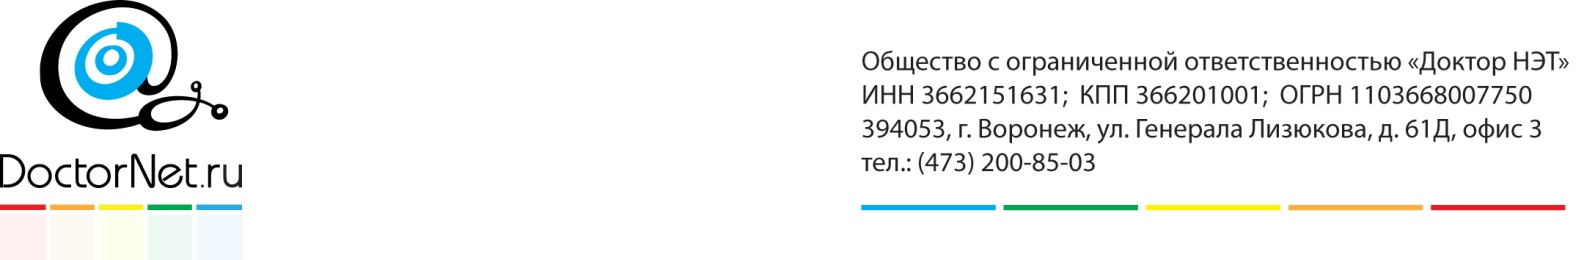 DoctorNet.ru
Общество с ограниченной ответственностью «Доктор НЭТ»
ИНН 3662151631; КПП 366201001; ОГРН 1103668007750
394053, г. Воронеж, ул. Генерала Лизюкова, д. 61Д, офис 3
тел.: (473) 200-85-03